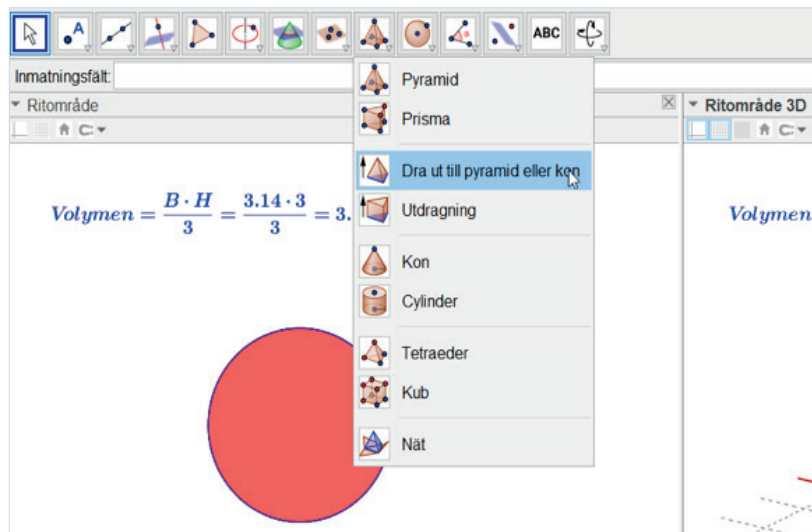 A
ABC
Inmatningsfält:
Ritområde
Ritområde 3D
Pyramid
Prisma
Dra ut till pyramid eller kon
Utdragning
Kon
Cylinder
Tetraeder
Kub
Nät
Volymen = B · H / 3 = 3.14 · 3 / 3 = 3.
Volymen